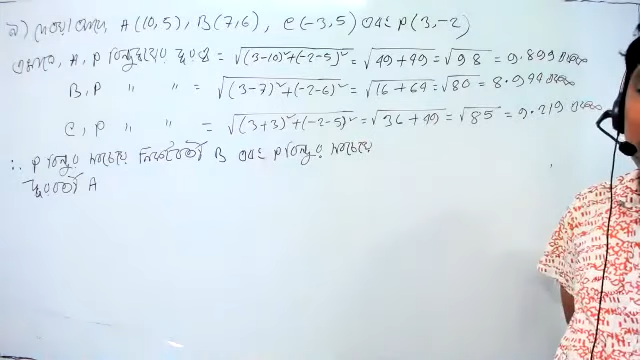 ২) দেওয়া আছে, A(10,5), B(7,6), C(-3,5) এবং P(3,-2)
এখানে, A, P বিন্দুদ্বয়ের দূরত্ব = √(3-10)²+(-2-5)² = √49+49 = √98 = 9.899 একক
B, P " " = √(3-7)²+(-2-6)² = √16+64 = √80 = 8.944 একক
C, P " " = √(3+3)²+(-2-5)² = √36+49 = √85 = 9.219 একক
∴ P বিন্দুর সবচেয়ে নিকটবর্তী B এবং P বিন্দুর সবচেয়ে
দূরবর্তী A